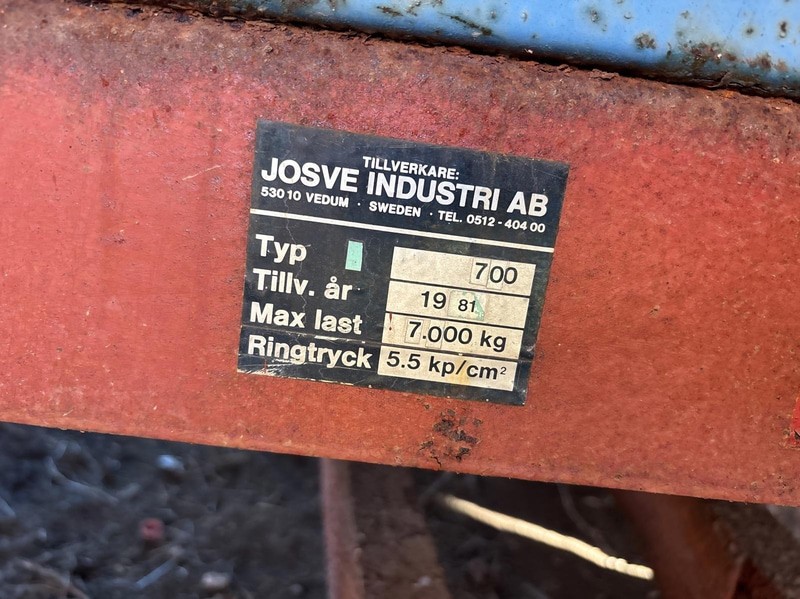 TILLVERKARE:
JOSVE INDUSTRI AB
530 10 VEDUM · SWEDEN · TEL. 0512 - 404 00
Typ 700
Tillv. år 19 81
Max last 7.000 kg
Ringtryck 5.5 kp/cm²